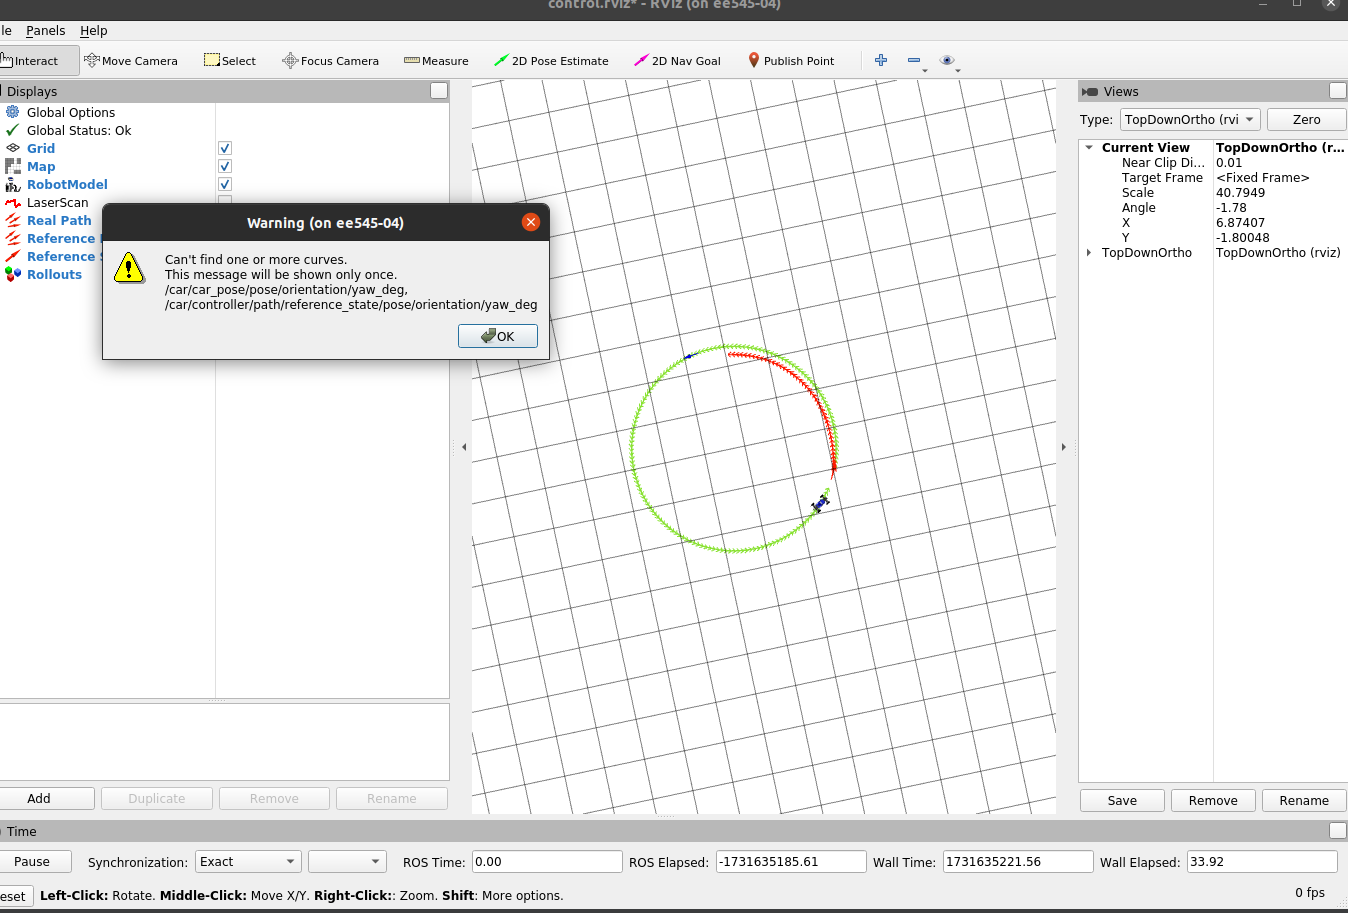 control.rviz* - RViz (on ee545-04)
le Panels Help
Interact Move Camera Select Focus Camera Measure 2D Pose Estimate 2D Nav Goal Publish Point
Displays
Global Options
Global Status: Ok
Grid
Map
RobotModel
LaserScan
Real Path
Reference
Reference
Rollouts
Warning (on ee545-04)
Can't find one or more curves.
This message will be shown only once.
/car/car_pose/pose/orientation/yaw_deg,
/car/controller/path/reference_state/pose/orientation/yaw_deg
OK
Add Duplicate Remove Rename
Views
Type: TopDownOrtho (rvi Zero
Current View TopDownOrtho (r...
Near Clip Di... 0.01
Target Frame <Fixed Frame>
Scale 40.7949
Angle -1.78
X 6.87407
Y -1.80048
TopDownOrtho TopDownOrtho (rviz)
Save Remove Rename
Time
Pause Synchronization: Exact ROS Time: 0.00 ROS Elapsed: -1731635185.61 Wall Time: 1731635221.56 Wall Elapsed: 33.92
eset Left-Click: Rotate. Middle-Click: Move X/Y. Right-Click:: Zoom. Shift: More options. 0 fps